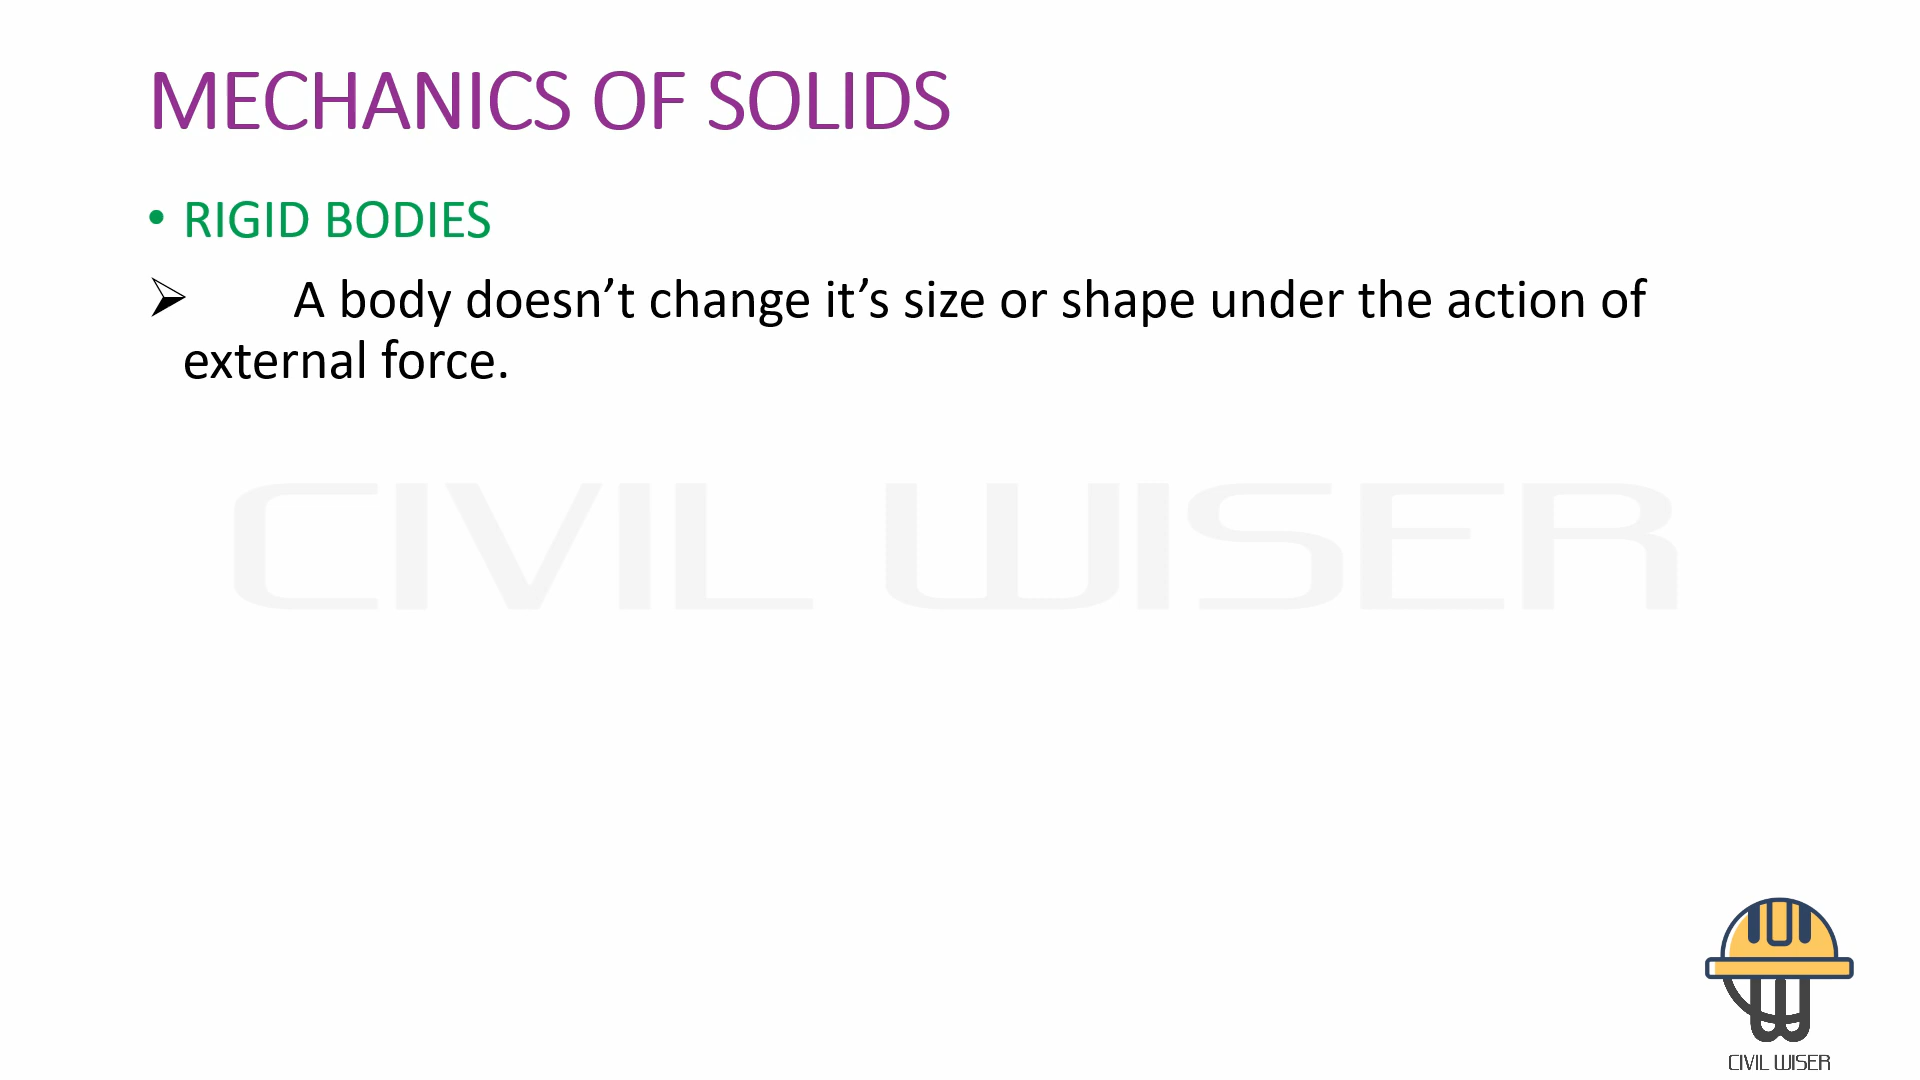 MECHANICS OF SOLIDS
• RIGID BODIES
➢ A body doesn’t change it’s size or shape under the action of
external force.
CIVIL WISER
CIVIL WISER